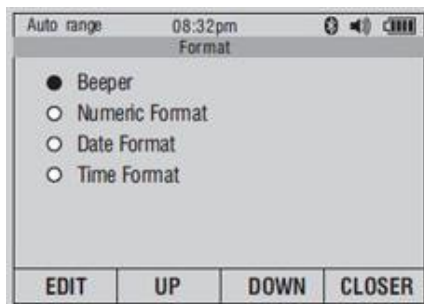 Auto range 08:32pm
Format
Beeper
Numeric Format
Date Format
Time Format
EDIT UP DOWN CLOSER